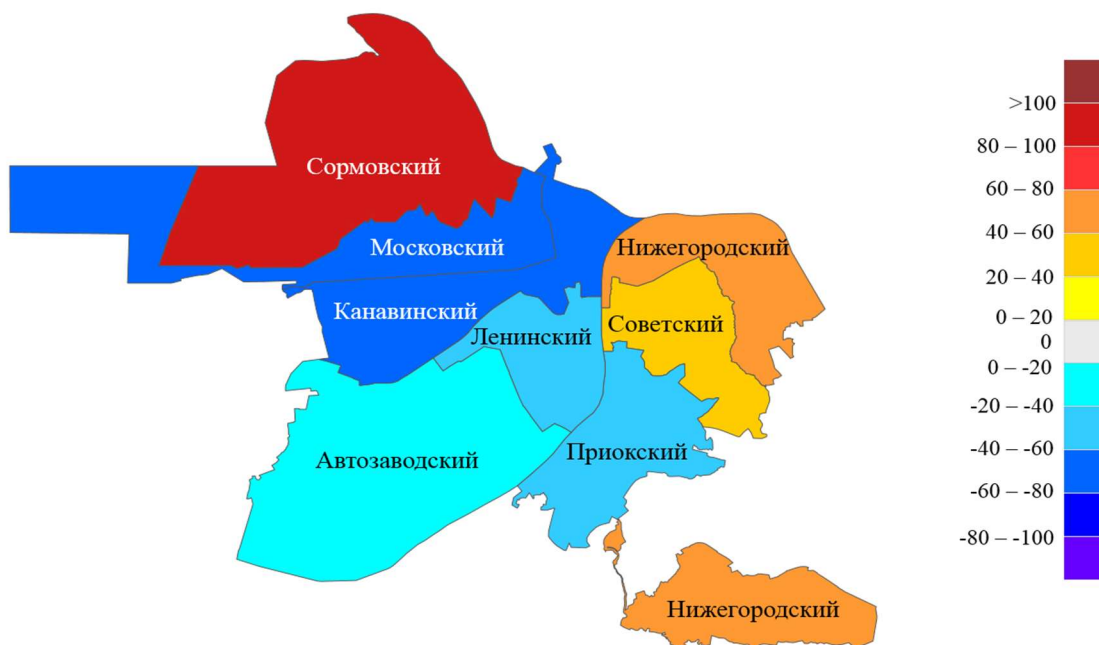 Сормовский
Московский
Нижегородский
Канавинский
Ленинский
Советский
Автозаводский
Приокский
Нижегородский
>100
80 – 100
60 – 80
40 – 60
20 – 40
0 – 20
0
0 – -20
-20 – -40
-40 – -60
-60 – -80
-80 – -100